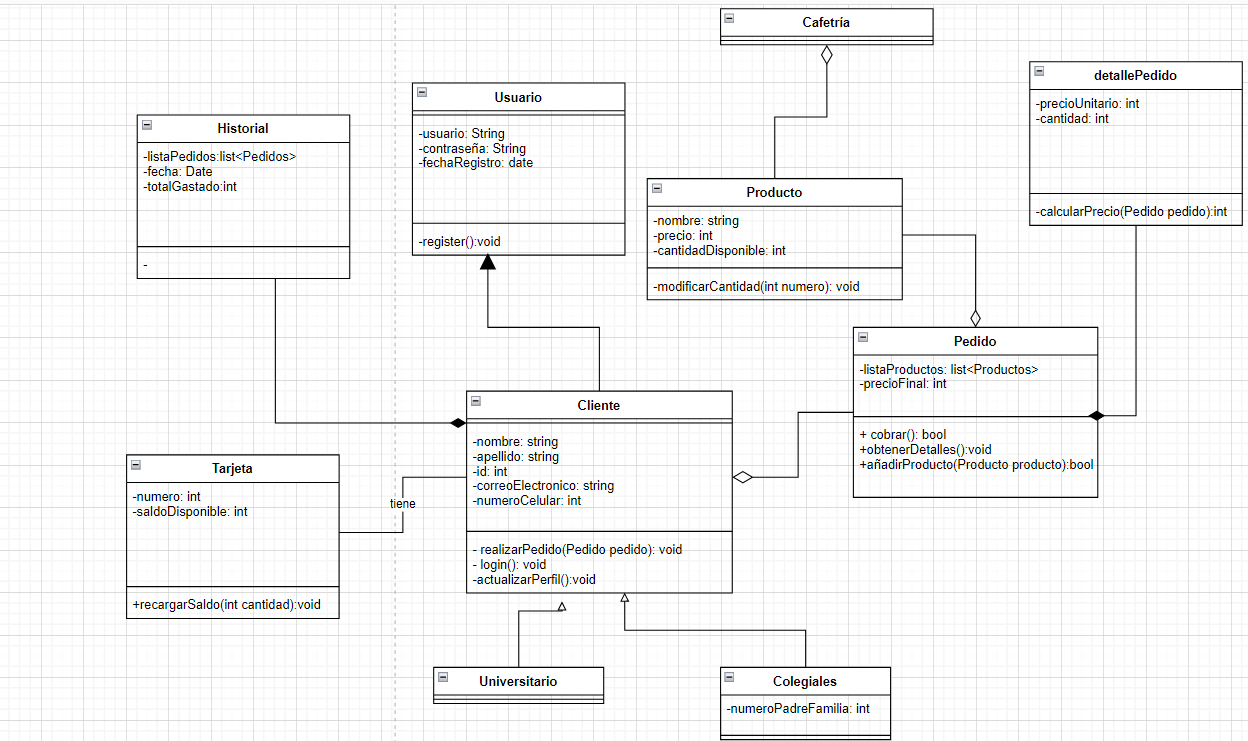 Cafetría
detallePedido
-precioUnitario: int
-cantidad: int
-calcularPrecio(Pedido pedido):int
Usuario
-usuario: String
-contraseña: String
-fechaRegistro: date
-register():void
Historial
-listaPedidos:list<Pedidos>
-fecha: Date
-totalGastado:int
-
Producto
-nombre: string
-precio: int
-cantidadDisponible: int
-modificarCantidad(int numero): void
Pedido
-listaProductos: list<Productos>
-precioFinal: int
+ cobrar(): bool
+obtenerDetalles():void
+añadirProducto(Producto producto):bool
Cliente
-nombre: string
-apellido: string
-id: int
-correoElectronico: string
-numeroCelular: int
- realizarPedido(Pedido pedido): void
- login(): void
-actualizarPerfil():void
Tarjeta
-numero: int
-saldoDisponible: int
+recargarSaldo(int cantidad):void
tiene
Universitario
Colegiales
-numeroPadreFamilia: int